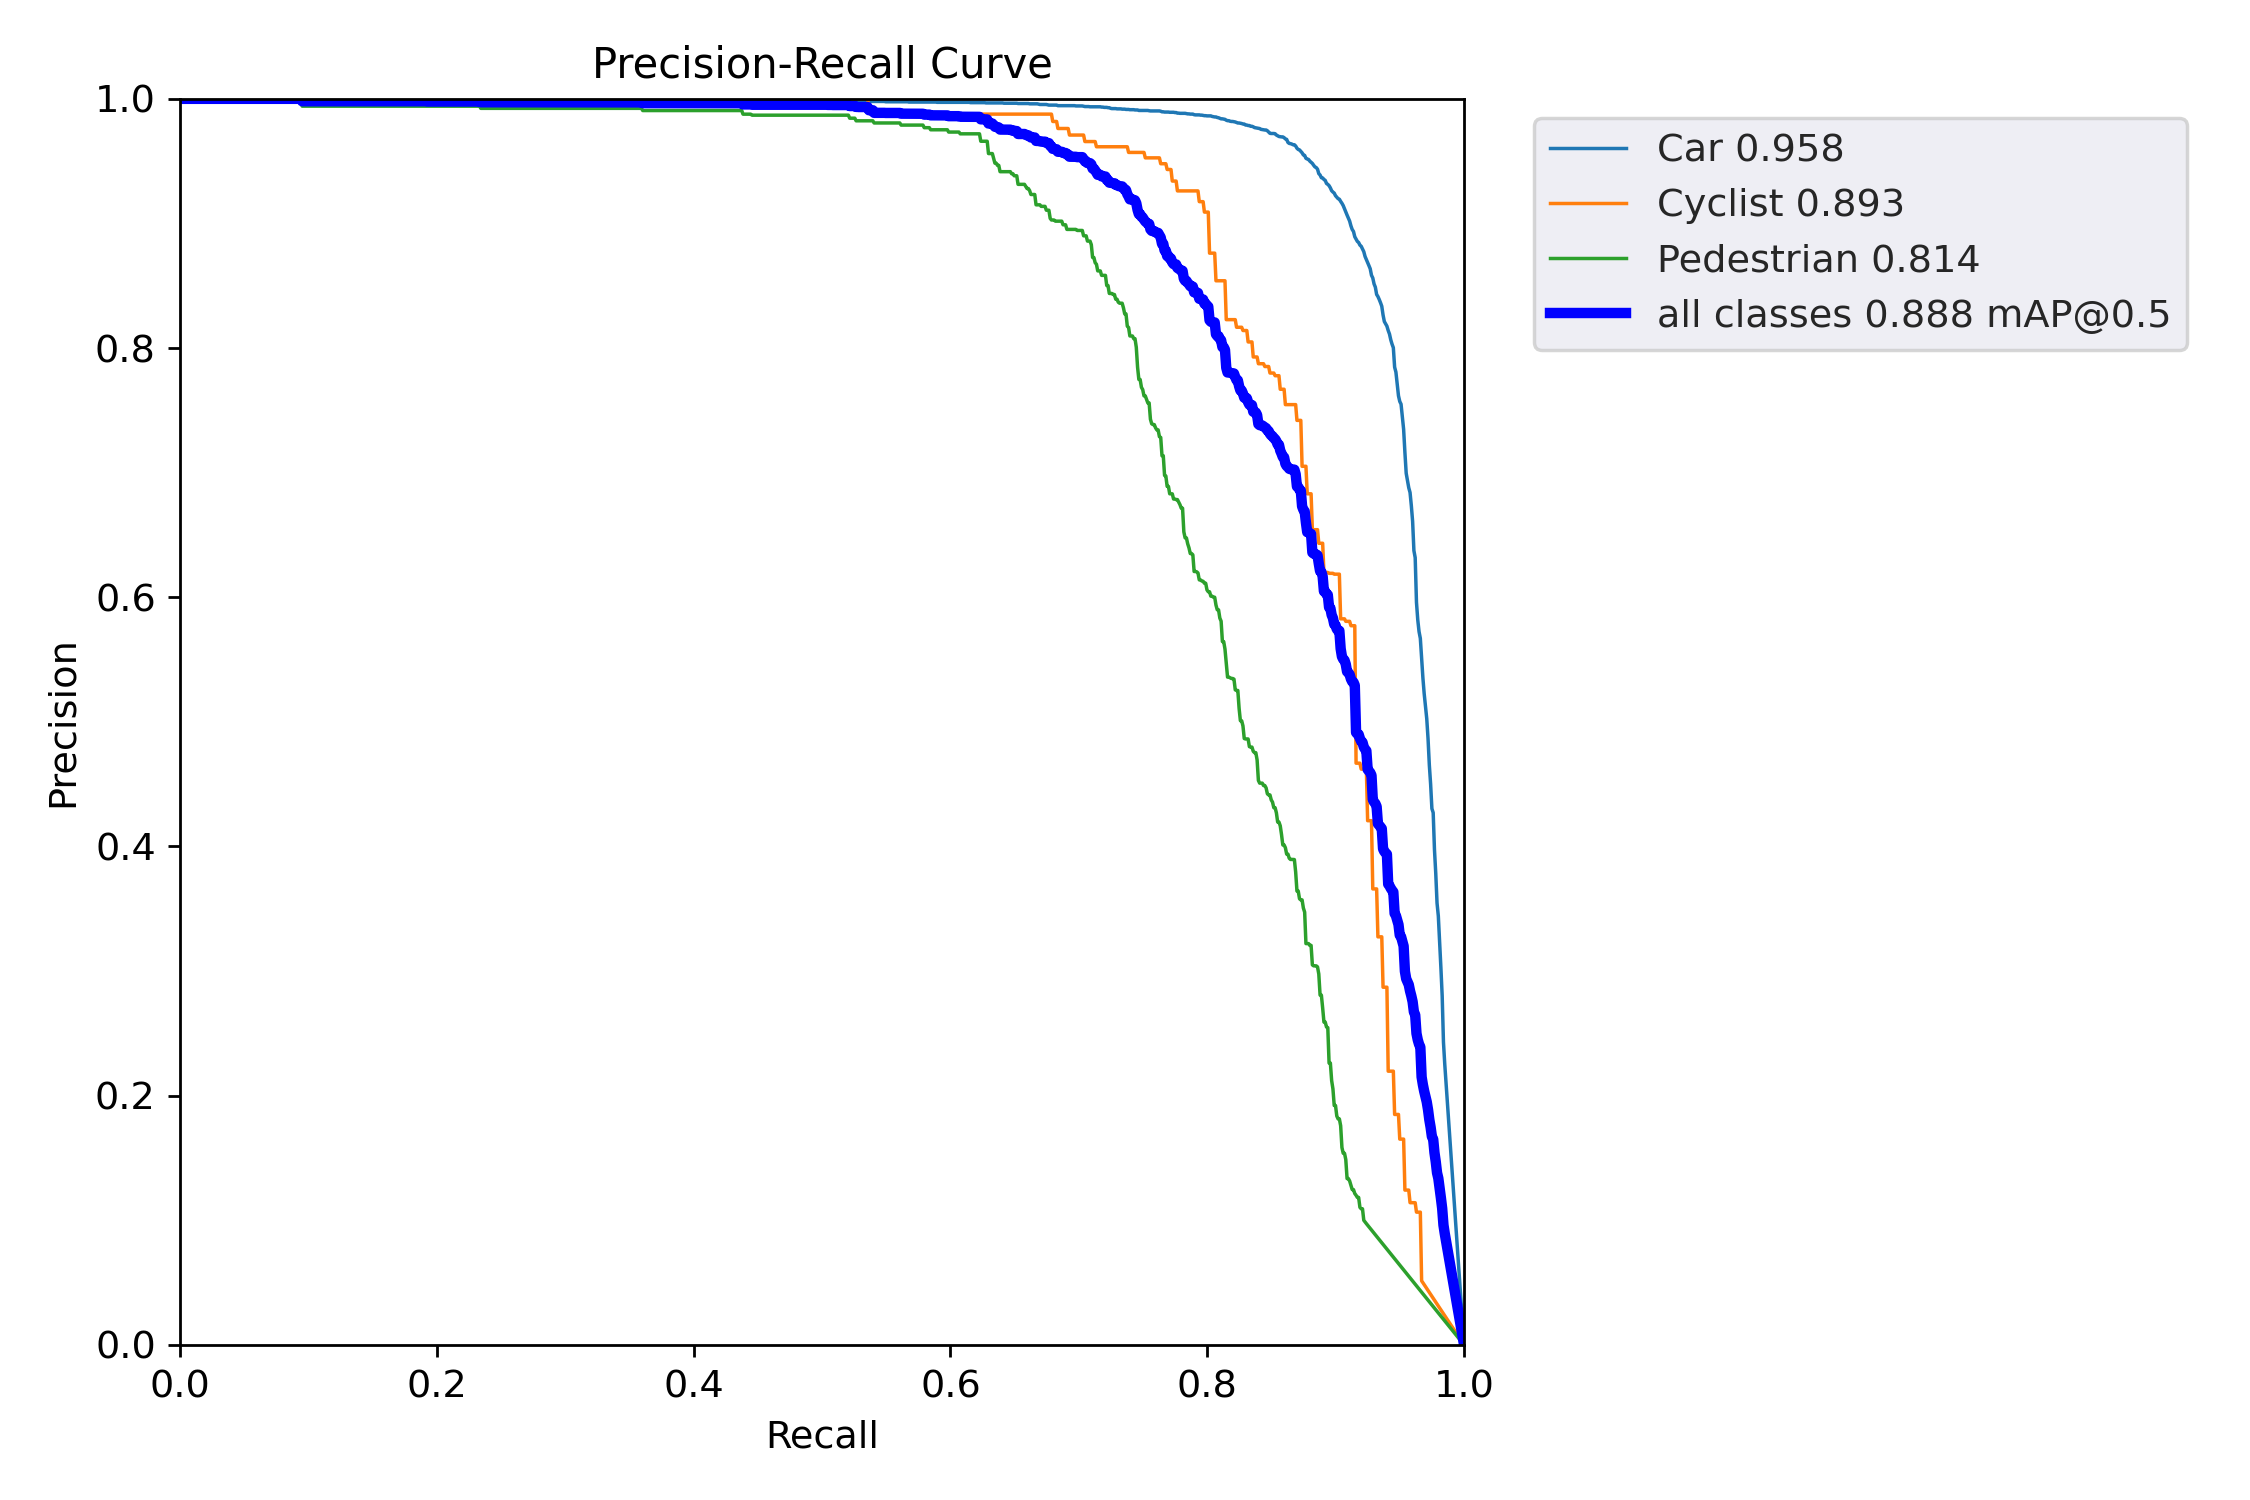 Precision-Recall Curve
1.0
0.8
0.6
0.4
0.2
0.0
Precision
0.0 0.2 0.4 0.6 0.8 1.0
Recall
Car 0.958
Cyclist 0.893
Pedestrian 0.814
all classes 0.888 mAP@0.5